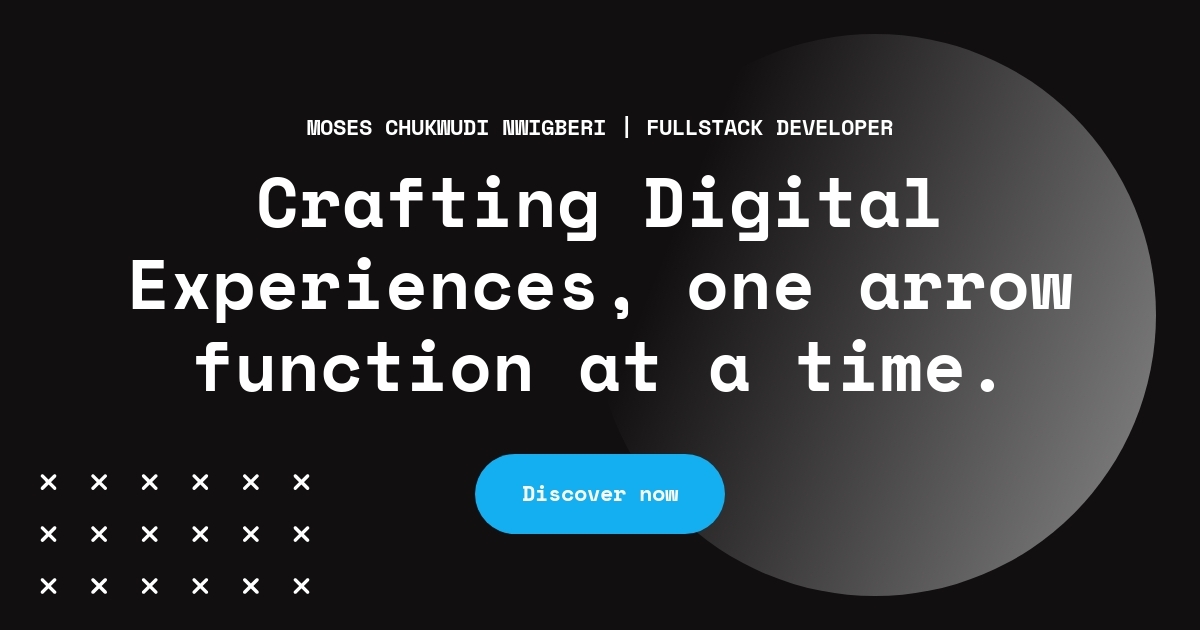 MOSES CHUKWUDI NWIGBERI | FULLSTACK DEVELOPER
Crafting Digital
Experiences, one arrow
function at a time.
Discover now